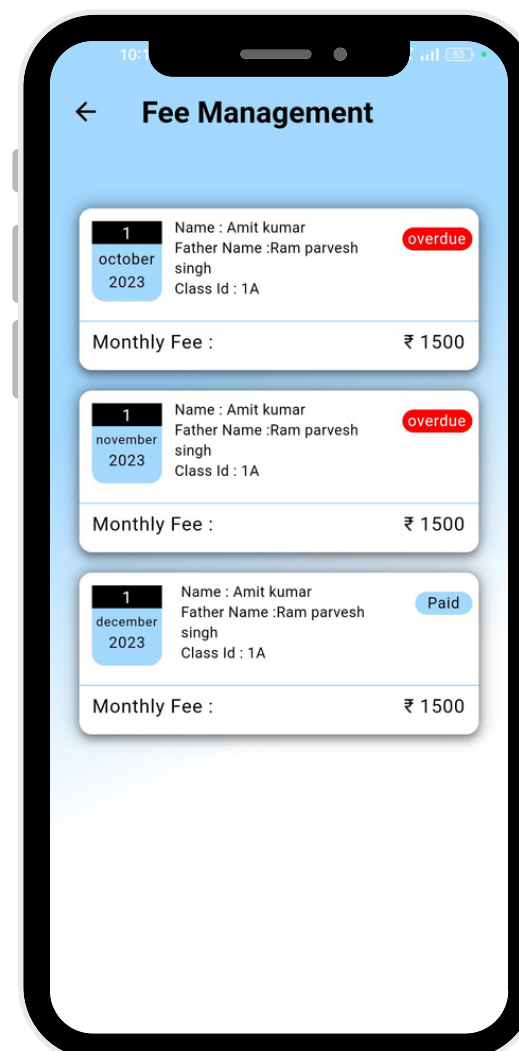 53
Fee Management
1
october
2023
Name : Amit kumar
Father Name :Ram parvesh
singh
Class Id : 1A
overdue
Monthly Fee :
₹ 1500
1
november
2023
Name : Amit kumar
Father Name :Ram parvesh
singh
Class Id : 1A
overdue
Monthly Fee :
₹ 1500
1
december
2023
Name : Amit kumar
Father Name :Ram parvesh
singh
Class Id : 1A
Paid
Monthly Fee :
₹ 1500